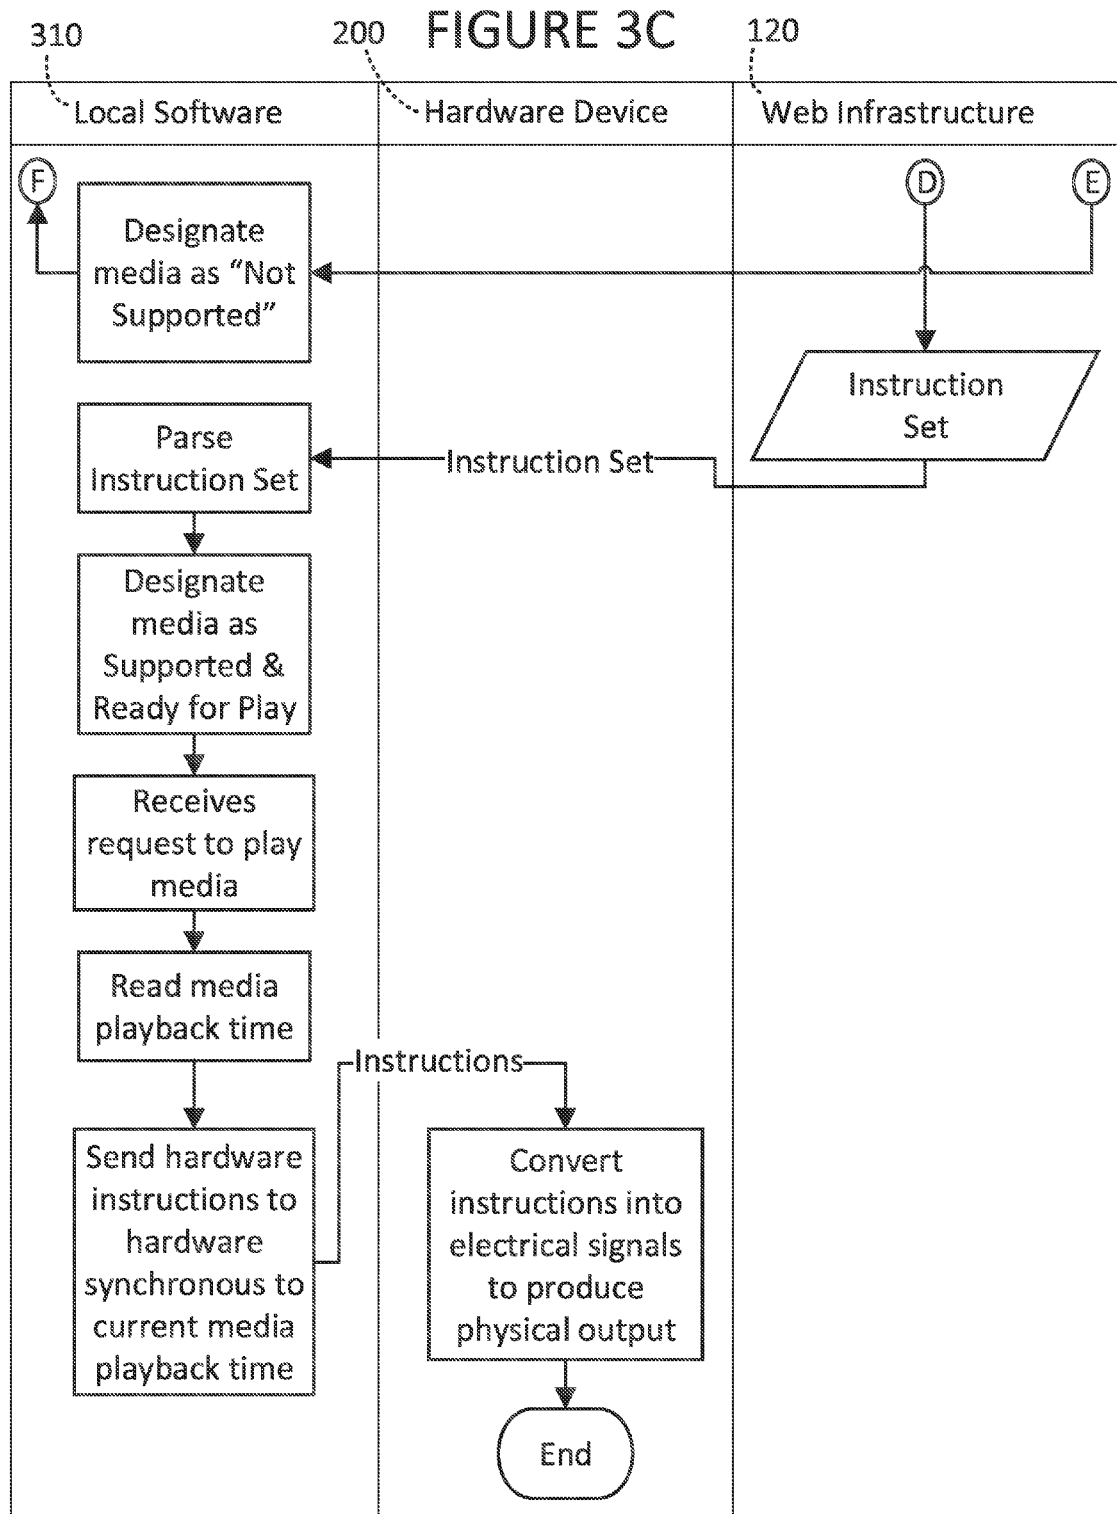 FIGURE 3C
310
200
120
Local Software
Hardware Device
Web Infrastructure
F
D
E
Designate
media as “Not
Supported”
Instruction
Set
Parse
Instruction Set
Instruction Set
Designate
media as
Supported &
Ready for Play
Receives
request to play
media
Read media
playback time
Instructions
Send hardware
instructions to
hardware
synchronous to
current media
playback time
Convert
instructions into
electrical signals
to produce
physical output
End